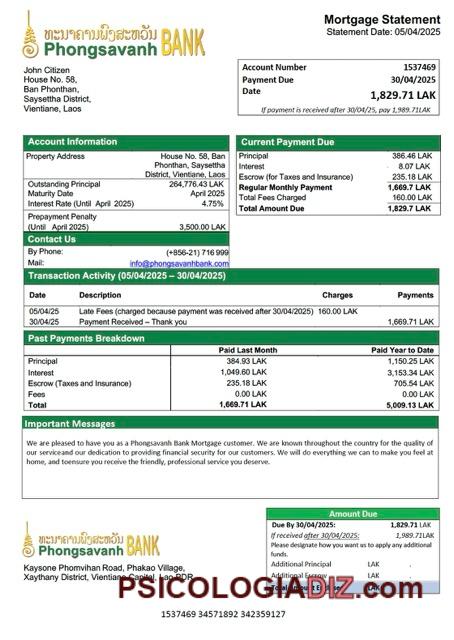 Mortgage Statement
Statement Date: 05/04/2025
ທະນາຄານພົງສະຫວັນ
Phongsavanh BANK
John Citizen
House No. 58,
Ban Phonthan,
Saysettha District,
Vientiane, Laos
Account Number 1537469
Payment Due 30/04/2025
Date
1,829.71 LAK
If payment is received after 30/04/25, pay 1,989.71LAK
Account Information
Property Address House No. 58, Ban
Phonthan, Saysettha
District, Vientiane, Laos
Outstanding Principal 264,776.43 LAK
Maturity Date April 2025
Interest Rate (Until April 2025) 4.75%
Prepayment Penalty
(Until April 2025) 3,500.00 LAK
Contact Us
By Phone: (+856-21) 716 999
Mail: info@phongsavanhbank.com
Current Payment Due
Principal 386.46 LAK
Interest 8.07 LAK
Escrow (for Taxes and Insurance) 235.18 LAK
Regular Monthly Payment 1,669.7 LAK
Total Fees Charged 160.00 LAK
Total Amount Due 1,829.7 LAK
Transaction Activity (05/04/2025 – 30/04/2025)
Date Description Charges Payments
05/04/25 Late Fees (charged because payment was received after 30/04/2025) 160.00 LAK
30/04/25 Payment Received – Thank you 1,669.71 LAK
Past Payments Breakdown
Paid Last Month Paid Year to Date
Principal 384.93 LAK 1,150.25 LAK
Interest 1,049.60 LAK 3,153.34 LAK
Escrow (Taxes and Insurance) 235.18 LAK 705.54 LAK
Fees 0.00 LAK 0.00 LAK
Total 1,669.71 LAK 5,009.13 LAK
Important Messages
We are pleased to have you as a Phongsavanh Bank Mortgage customer. We are known throughout the country for the quality of
our serviceand our dedication to providing financial security for our customers. We will do everything we can to make you feel at
home, and toensure you receive the friendly, professional service you deserve.
ທະນາຄານພົງສະຫວັນ
Phongsavanh BANK
Kaysone Phomvihan Road, Phakao Village,
Xaythany District, Vientiane Capital, Lao PDR
Amount Due
Due By 30/04/2025: 1,829.71 LAK
If received after 30/04/2025: 1,989.71LAK
Please designate how you want us to apply any additional
funds.
Additional Principal LAK .
Additional Escrow LAK .
Total Amount
PSICOLOGIADIZ.com
1537469 34571892 342359127